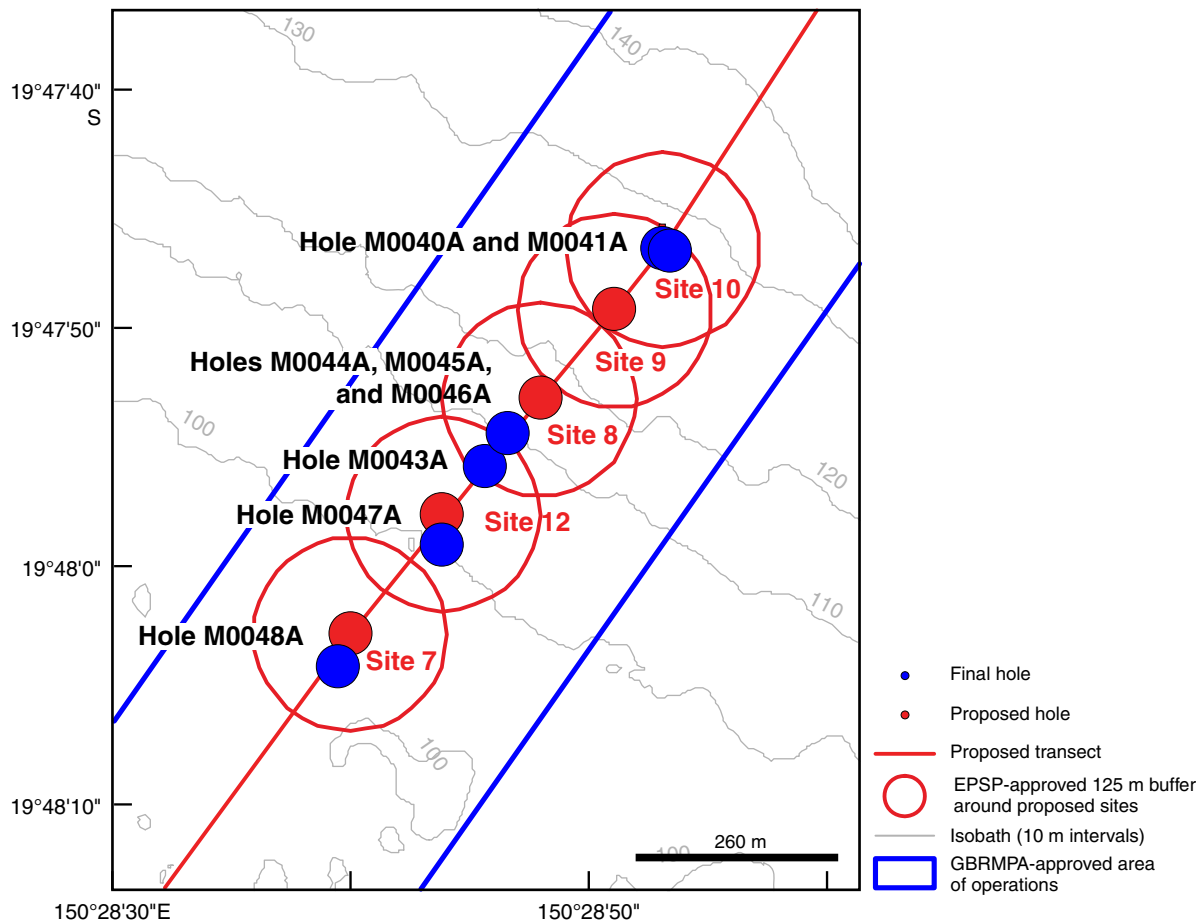 130
140
19°47'40"
S
Hole M0040A and M0041A
Site 10
19°47'50"
Holes M0044A, M0045A,
and M0046A
Site 9
100
Site 8
Hole M0043A
120
Hole M0047A
Site 12
19°48'0"
110
Hole M0048A
Site 7
100
19°48'10"
260 m
100
150°28'30"E
150°28'50"
Final hole
Proposed hole
Proposed transect
EPSP-approved 125 m buffer
around proposed sites
Isobath (10 m intervals)
GBRMPA-approved area
of operations